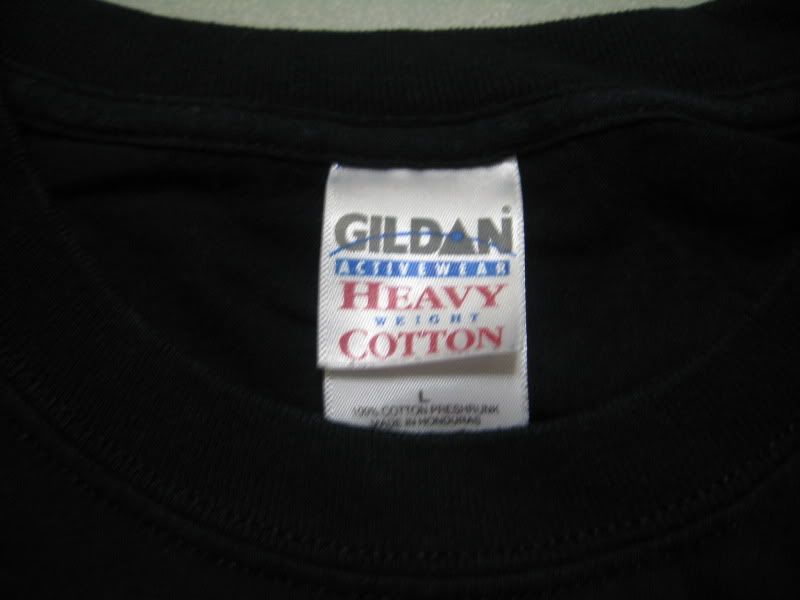 GILDAN®
ACTIVEWEAR
HEAVY
WEIGHT
COTTON
L
100% COTTON PRESHRUNK
MADE IN HONDURAS